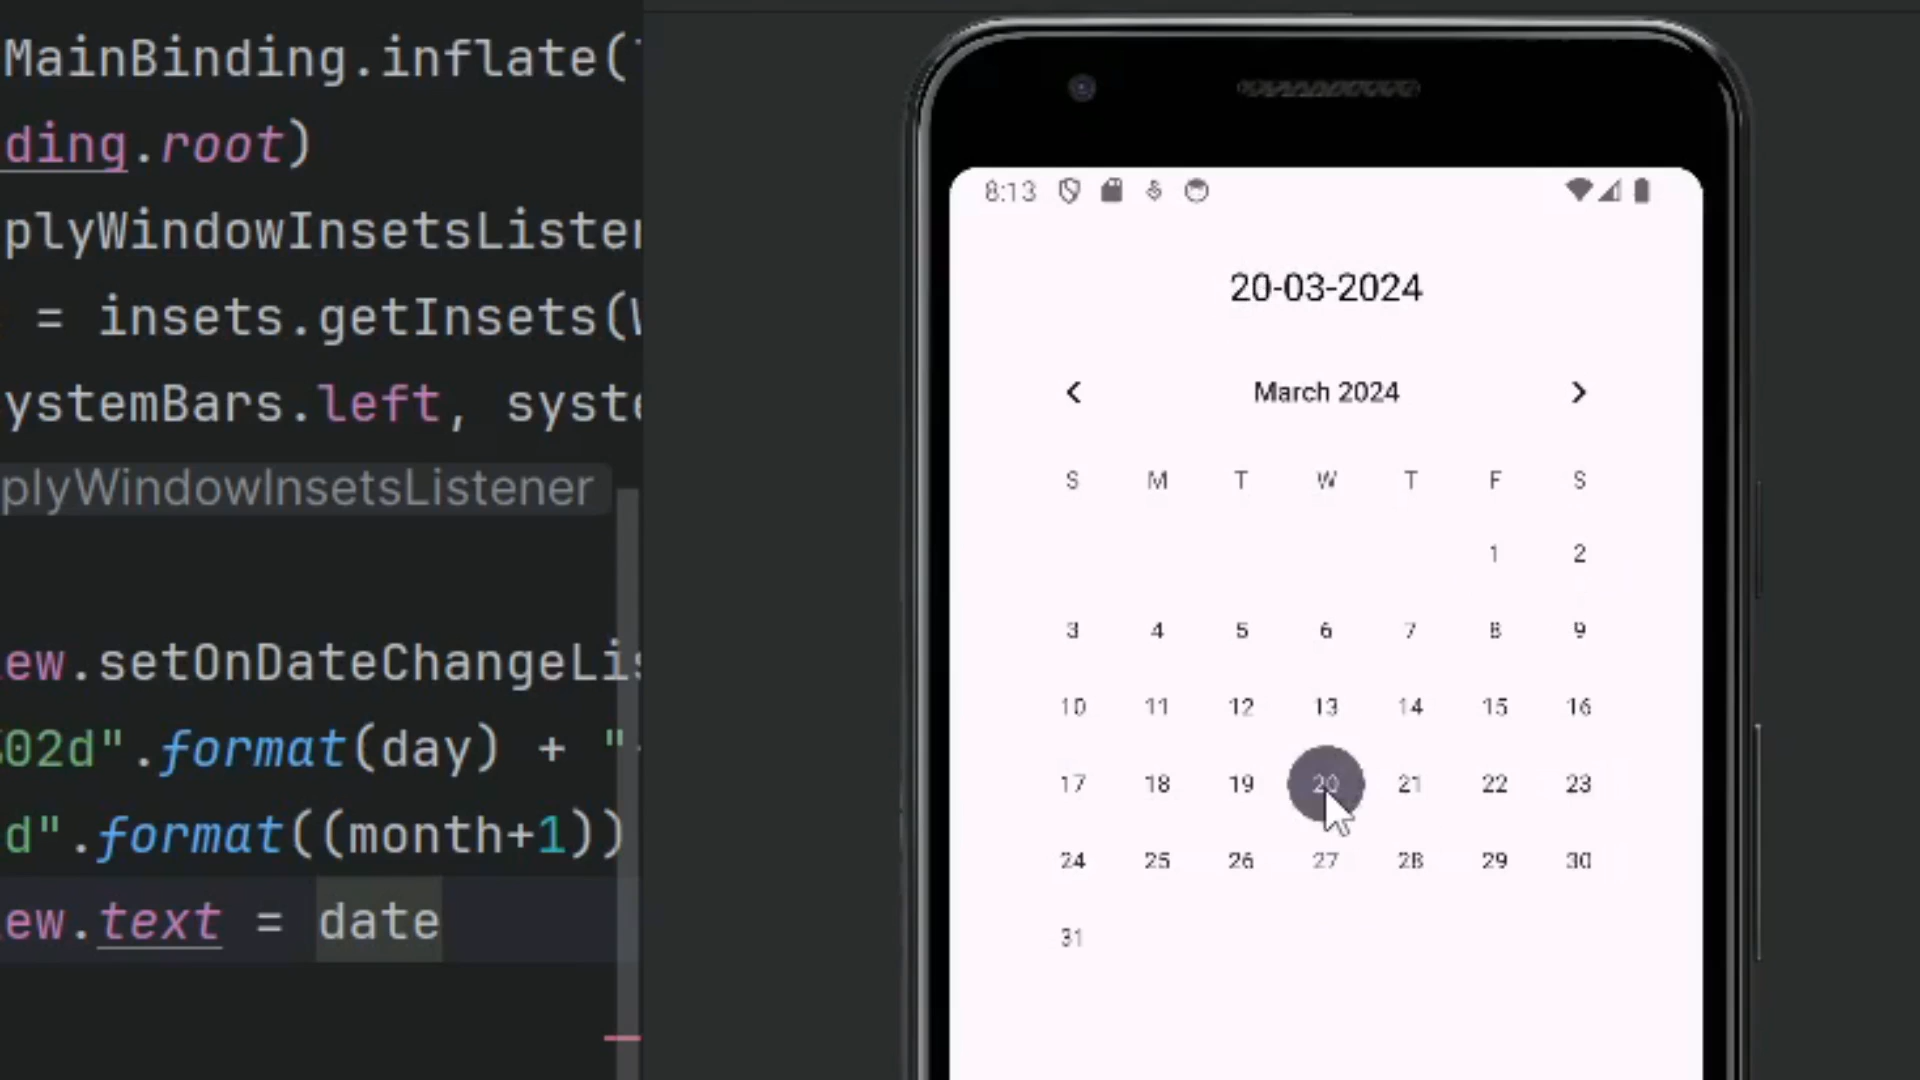 MainBinding.inflate(
ding.root)
plyWindowInsetsListen
= insets.getInsets(
ystemBars.left, syste
plyWindowInsetsListener
ew.setOnDateChangeLis
02d".format(day) + "-
d".format((month+1))
ew.text = date
8:13
20-03-2024
March 2024
S M T W T F S
1 2
3 4 5 6 7 8 9
10 11 12 13 14 15 16
17 18 19 20 21 22 23
24 25 26 27 28 29 30
31